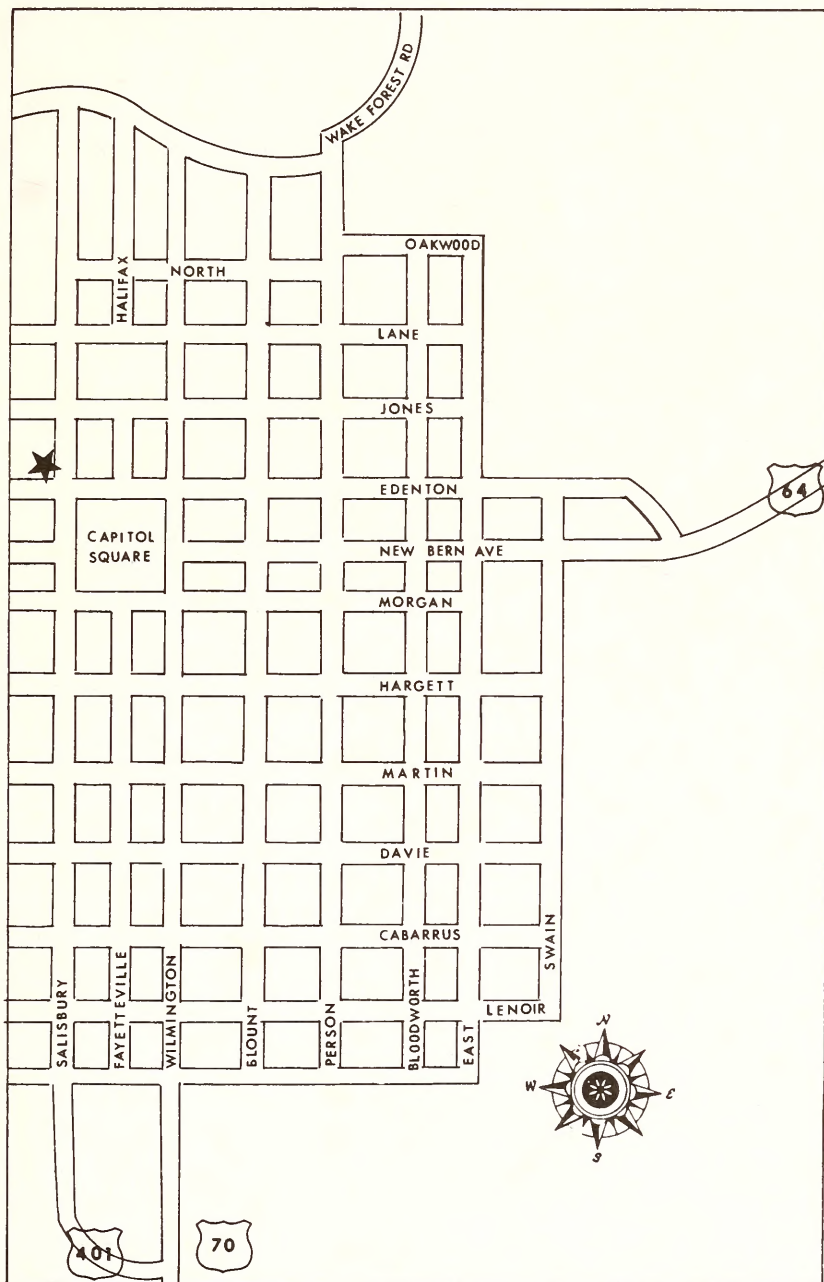 WAKE FOREST RD
OAKWOOD
HALIFAX
NORTH
LANE
JONES
EDENTON
64
CAPITOL
SQUARE
NEW BERN AVE
MORGAN
HARGETT
MARTIN
DAVIE
CABARRUS
SWAIN
SALISBURY
FAYETTEVILLE
WILMINGTON
BLOUNT
PERSON
BLOODWORTH
EAST
LENOIR
N
W
E
S
401
70